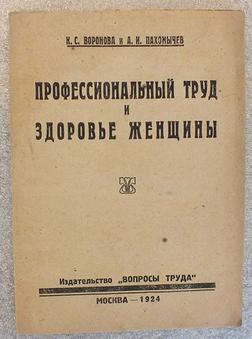 К. С. ВОРОНОВА и А. И. ПАХОМЫЧЕВ
ПРОФЕССИОНАЛЬНЫЙ ТРУД
И
ЗДОРОВЬЕ ЖЕНЩИНЫ
Издательство „ВОПРОСЫ ТРУДА"
МОСКВА — 1924